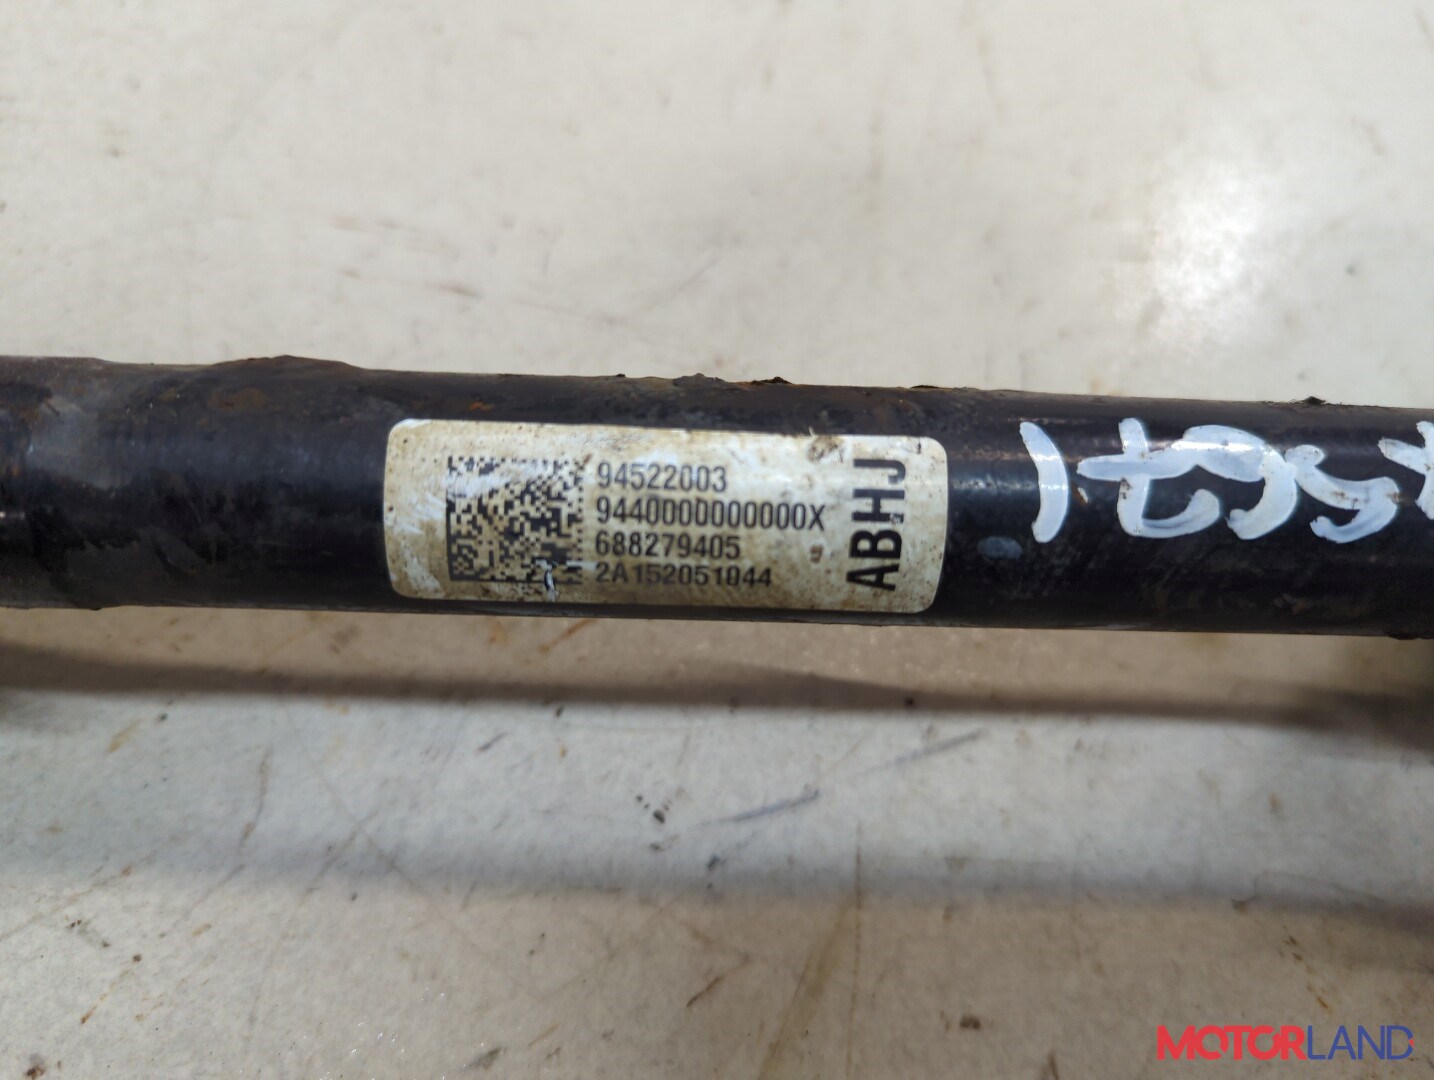 94522003
9440000000000X
688279405
2A152051044
ABHJ
MOTORLAND